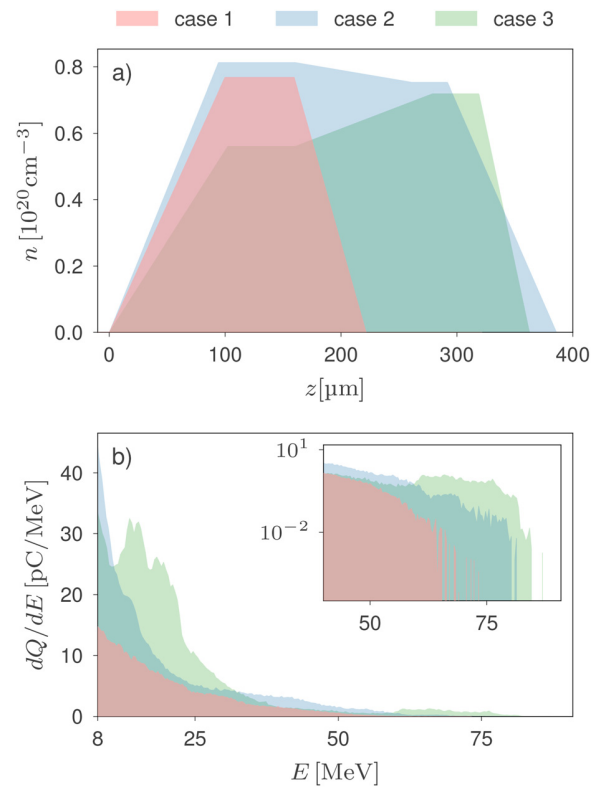 case 1 case 2 case 3
a)
0.8
0.6
0.4
0.2
0.0
n [10²⁰cm−3]
0 100 200 300 400
z[µm]
b)
40
30
20
10
0
dQ/dE [pC/MeV]
10¹
10⁻²
50 75
8 25 50 75
E [MeV]